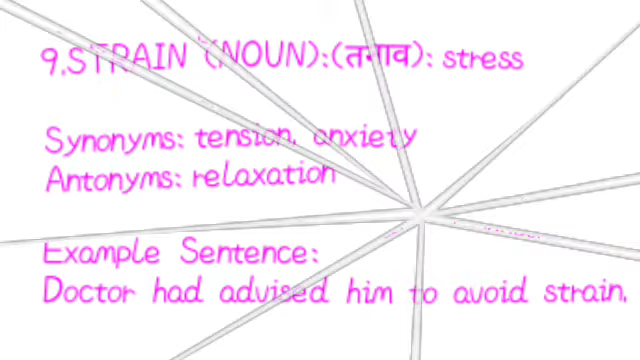 9.STRAIN (NOUN):(तनाव): stress
Synonyms: tension, anxiety
Antonyms: relaxation
Example Sentence:
Doctor had advised him to avoid strain.